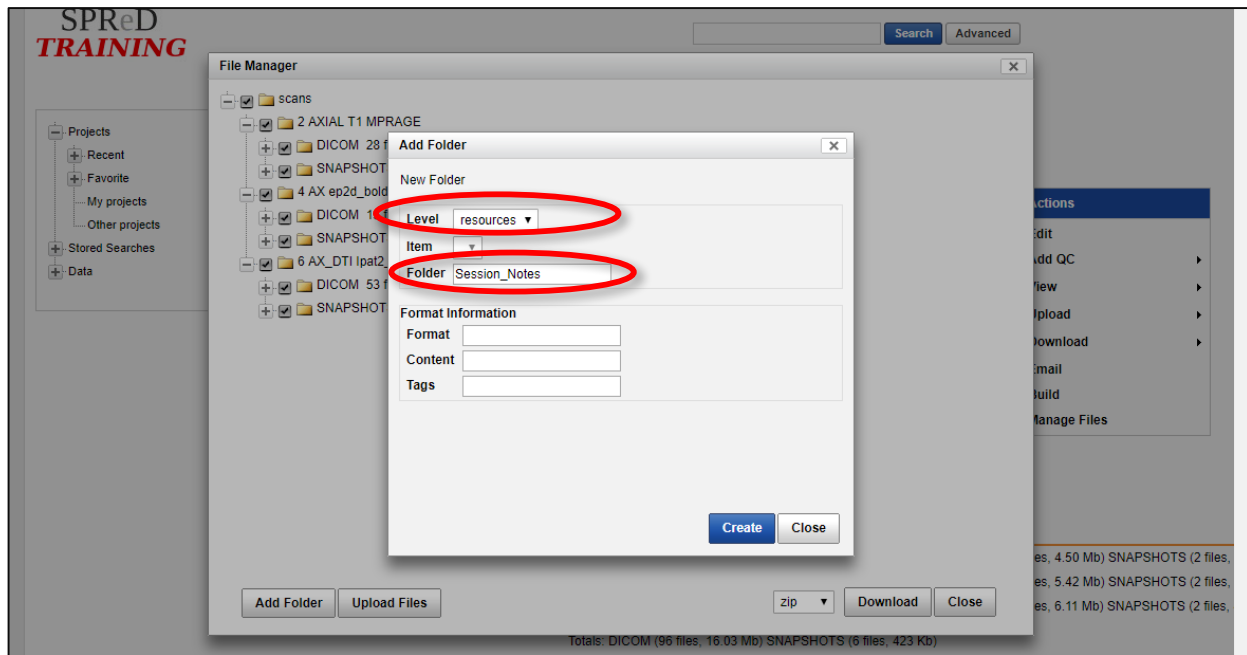 SPReD
TRAINING
Search Advanced
File Manager
scans
2 AXIAL T1 MPRAGE
DICOM 28 f
SNAPSHOT
4 AX ep2d_bold
DICOM
SNAPSHOT
6 AX_DTI Ipat2_
DICOM 53 f
SNAPSHOT
Projects
Recent
Favorite
My projects
Other projects
Stored Searches
Data
Add Folder
New Folder
Level resources
Item
Folder Session_Notes
Format Information
Format
Content
Tags
Create Close
Add Folder Upload Files zip Download Close
Actions
Edit
Add QC
View
Upload
Download
Email
Build
Manage Files
es, 4.50 Mb) SNAPSHOTS (2 files,
es, 5.42 Mb) SNAPSHOTS (2 files,
es, 6.11 Mb) SNAPSHOTS (2 files,
Totals: DICOM (96 files, 16.03 Mb) SNAPSHOTS (6 files, 423 Kb)